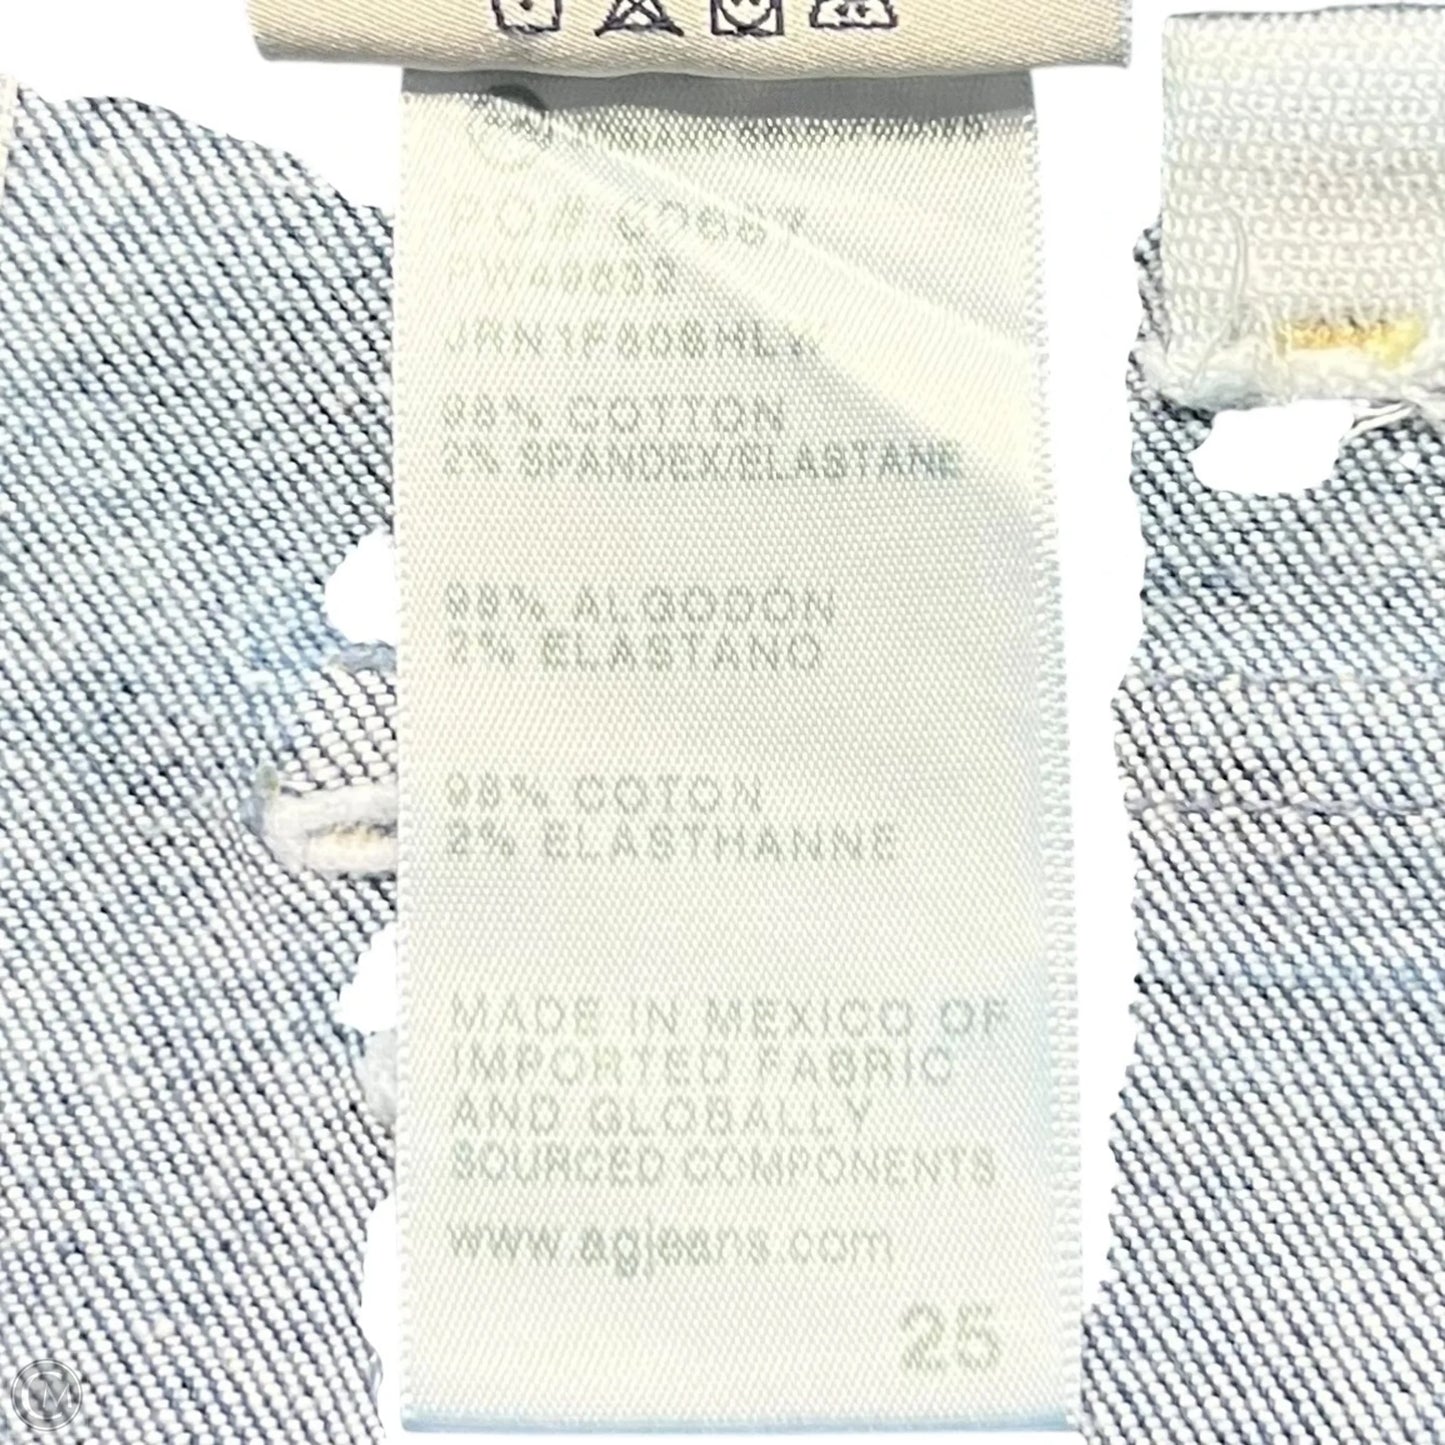 98% COTTON
2% SPANDEX/ELASTANE
98% ALGODÓN
2% ELASTANO
98% COTON
2% ELASTHANNE
MADE IN MEXICO OF
IMPORTED FABRIC
AND GLOBALLY
SOURCED COMPONENTS
www.agjeans.com
25